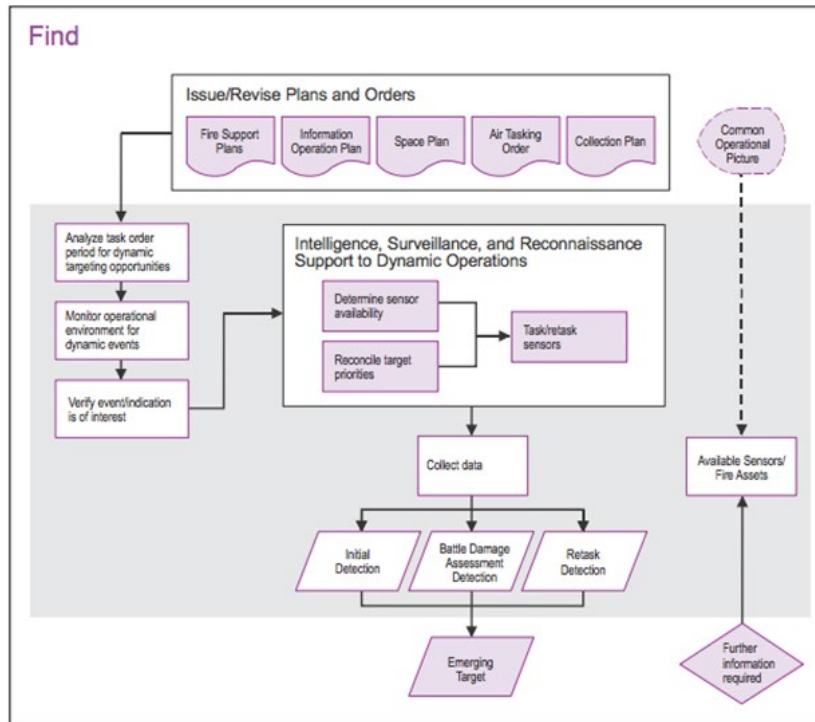 Find
Issue/Revise Plans and Orders
Fire Support
Plans
Information
Operation Plan
Space Plan
Air Tasking
Order
Collection Plan
Common
Operational
Picture
Analyze task order
period for dynamic
targeting opportunities
Monitor operational
environment for
dynamic events
Verify event/indication
is of interest
Intelligence, Surveillance, and Reconnaissance
Support to Dynamic Operations
Determine sensor
availability
Reconcile target
priorities
Task/retask
sensors
Collect data
Available Sensors/
Fire Assets
Initial
Detection
Battle Damage
Assessment
Detection
Retask
Detection
Emerging
Target
Further
information
required